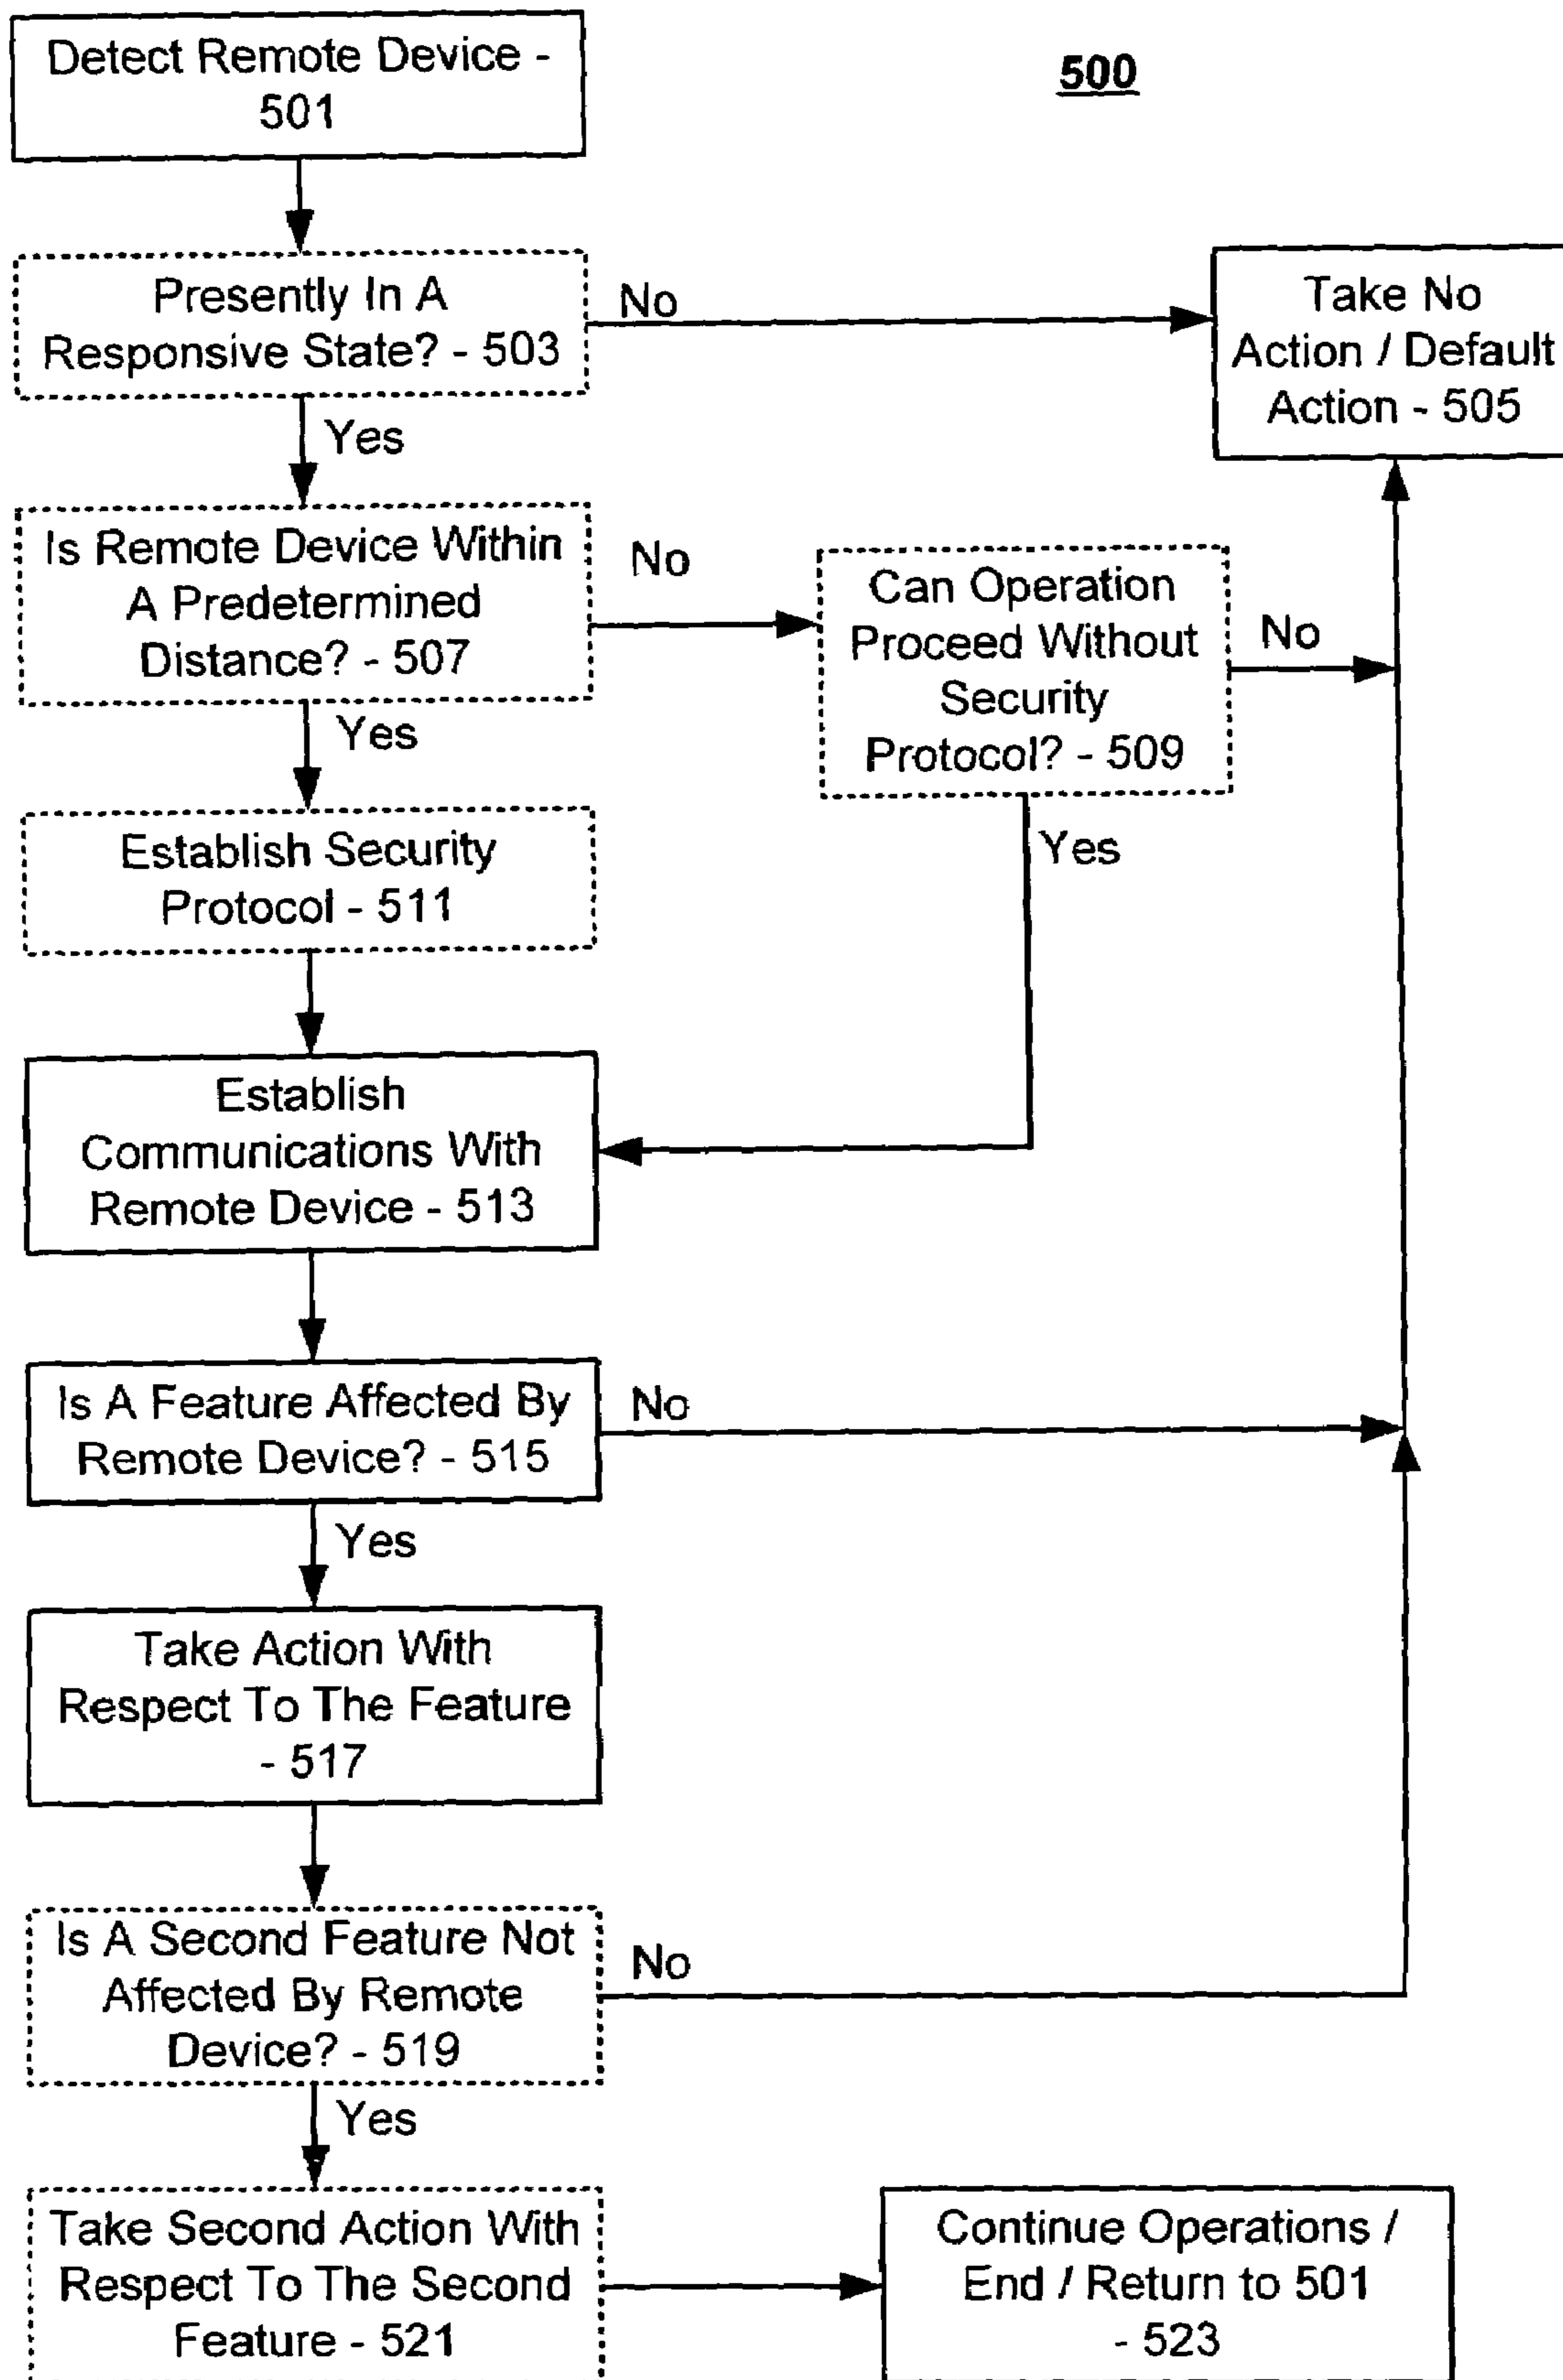 Detect Remote Device -
501
500
Presently In A
Responsive State? - 503
No
Take No
Action / Default
Action - 505
Yes
Is Remote Device Within
A Predetermined
Distance? - 507
No
Can Operation
Proceed Without
Security
Protocol? - 509
No
Yes
Establish Security
Protocol - 511
Yes
Establish
Communications With
Remote Device - 513
Is A Feature Affected By
Remote Device? - 515
No
Yes
Take Action With
Respect To The Feature
- 517
Is A Second Feature Not
Affected By Remote
Device? - 519
No
Yes
Take Second Action With
Respect To The Second
Feature - 521
Continue Operations /
End / Return to 501
- 523